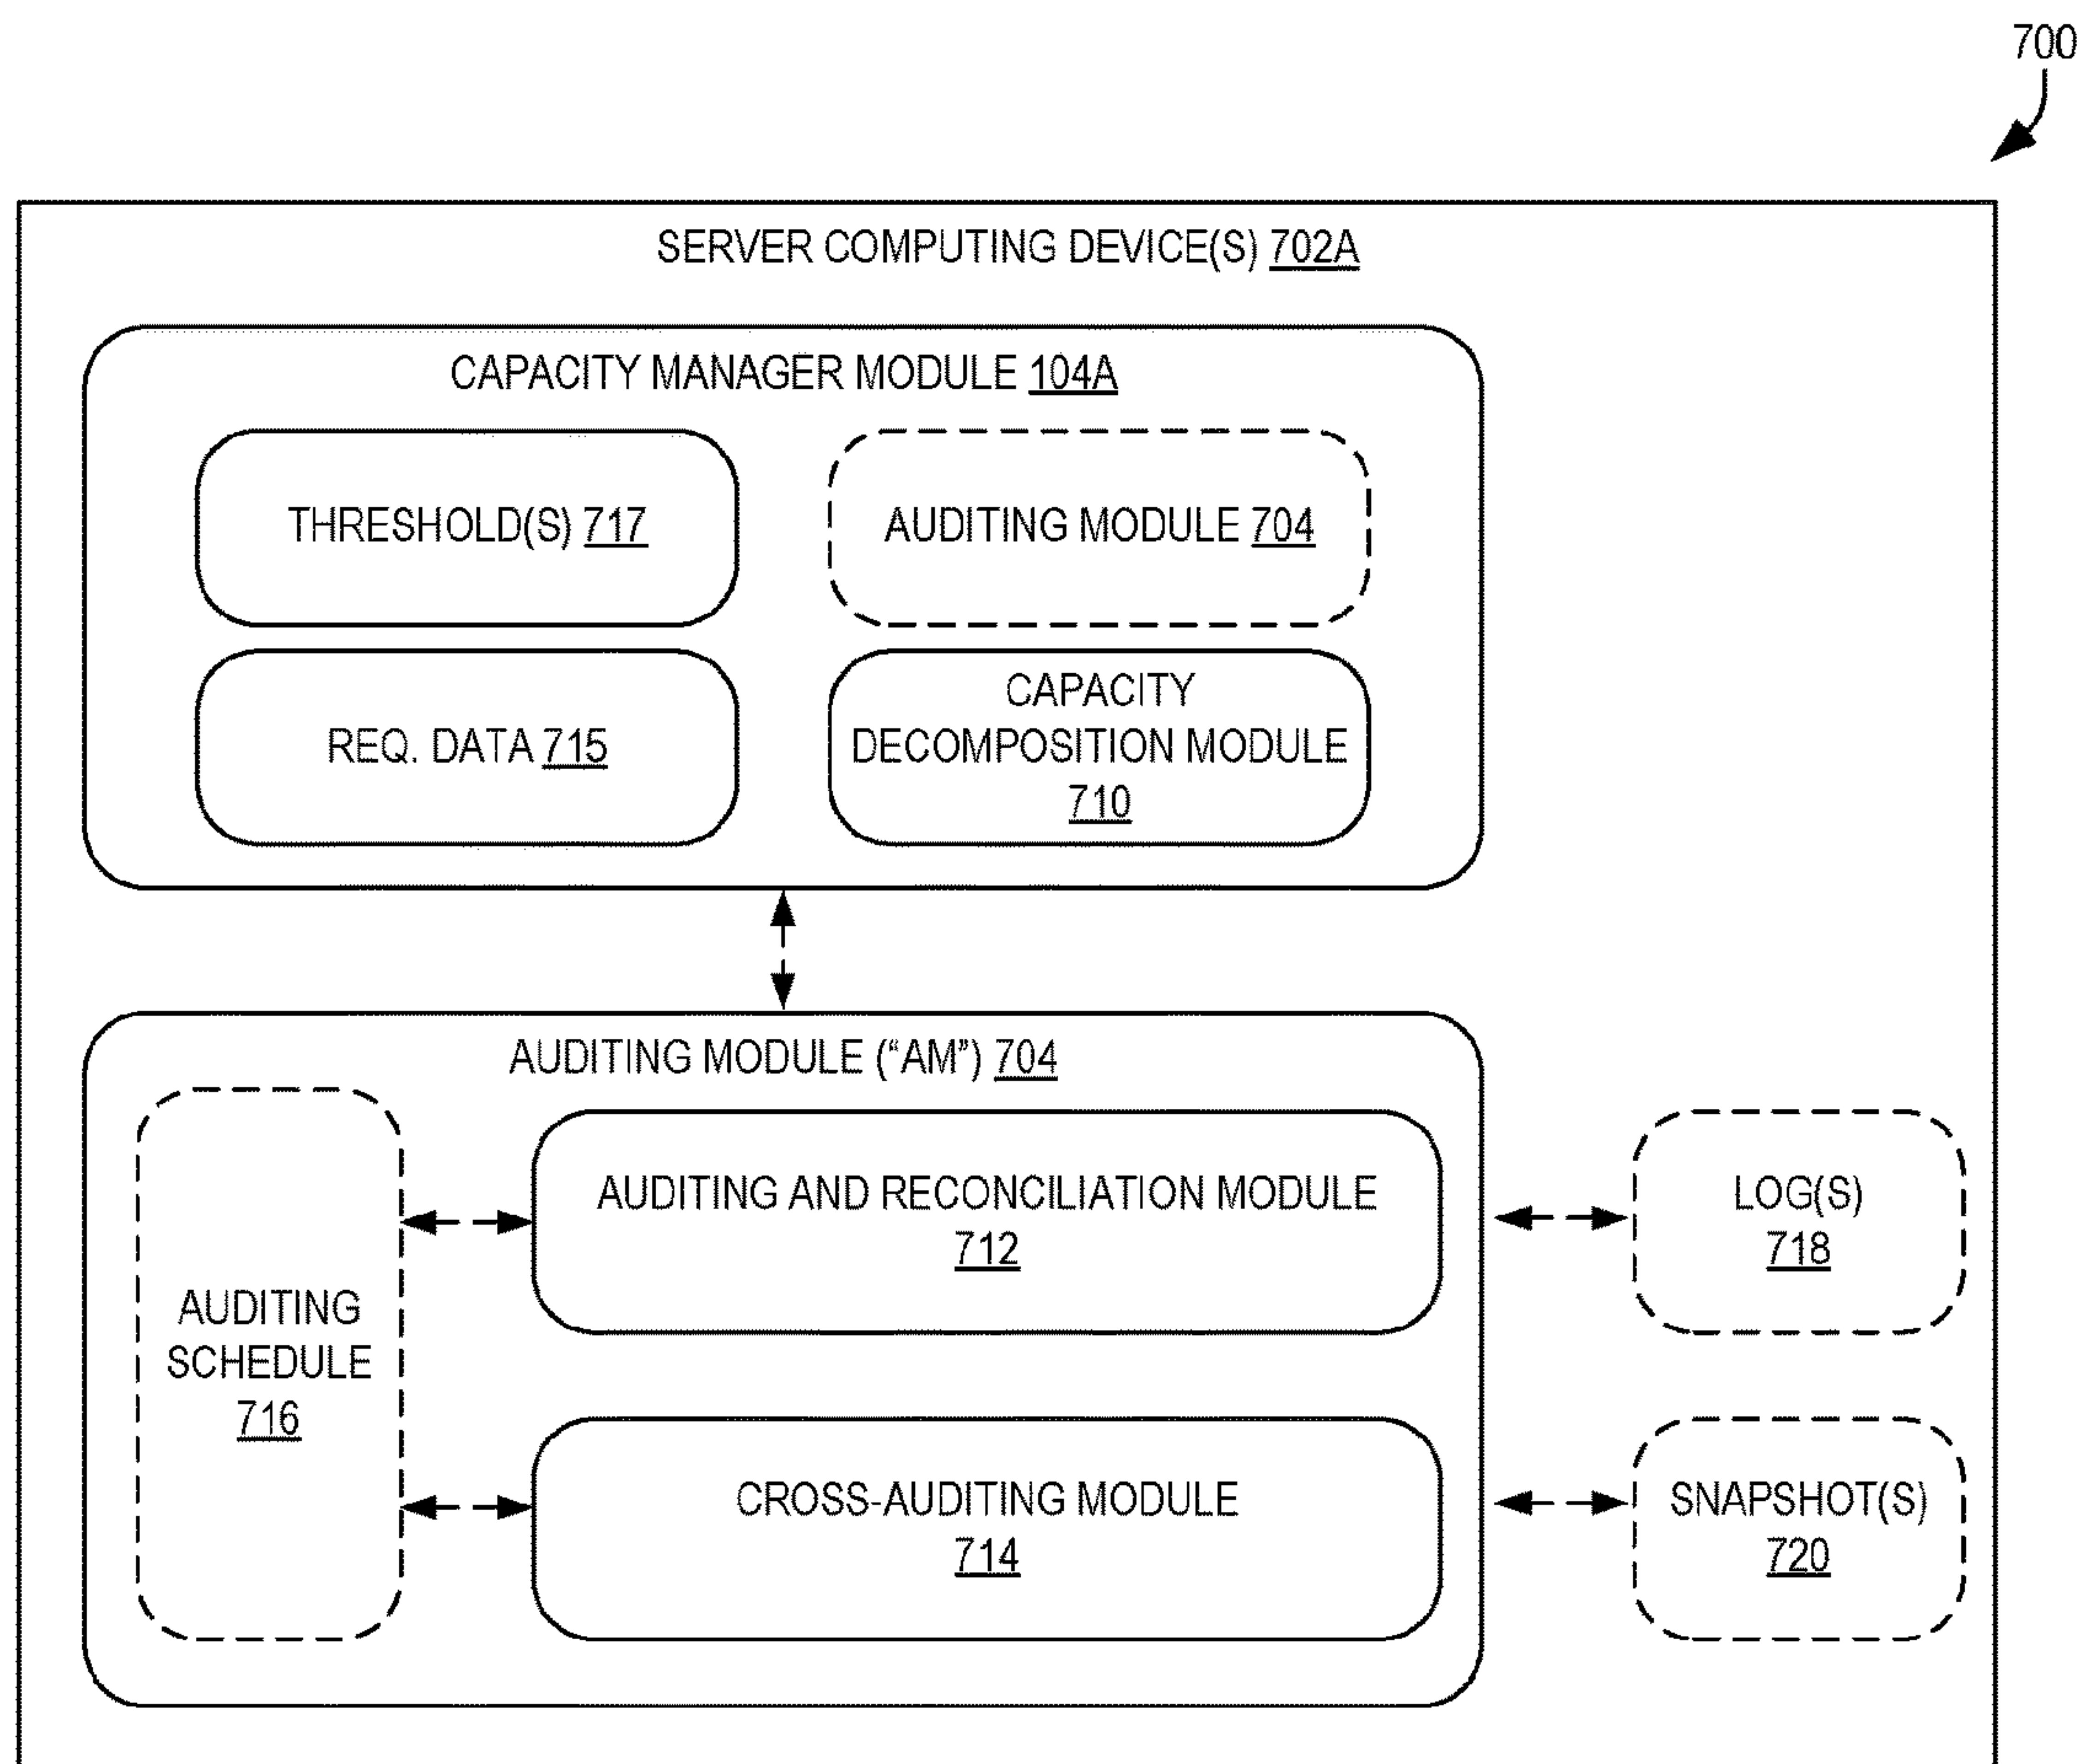 700
SERVER COMPUTING DEVICE(S) 702A
CAPACITY MANAGER MODULE 104A
THRESHOLD(S) 717
AUDITING MODULE 704
REQ. DATA 715
CAPACITY
DECOMPOSITION MODULE
710
AUDITING MODULE (“AM”) 704
AUDITING
SCHEDULE
716
AUDITING AND RECONCILIATION MODULE
712
LOG(S)
718
CROSS-AUDITING MODULE
714
SNAPSHOT(S)
720